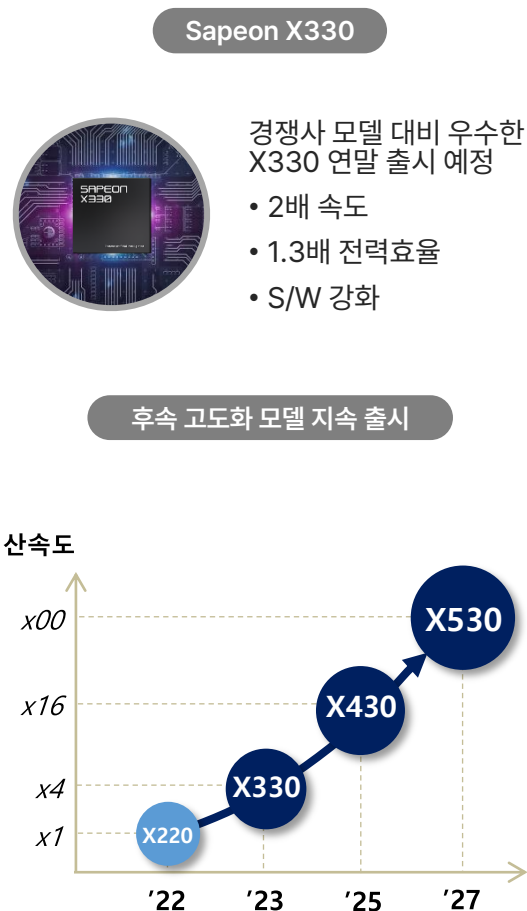 Sapeon X330
SAPEON
X330
경쟁사 모델 대비 우수한
X330 연말 출시 예정
• 2배 속도
• 1.3배 전력효율
• S/W 강화
후속 고도화 모델 지속 출시
산속도
x00
X530
x16
X430
x4
X330
x1
X220
’22
’23
’25
’27